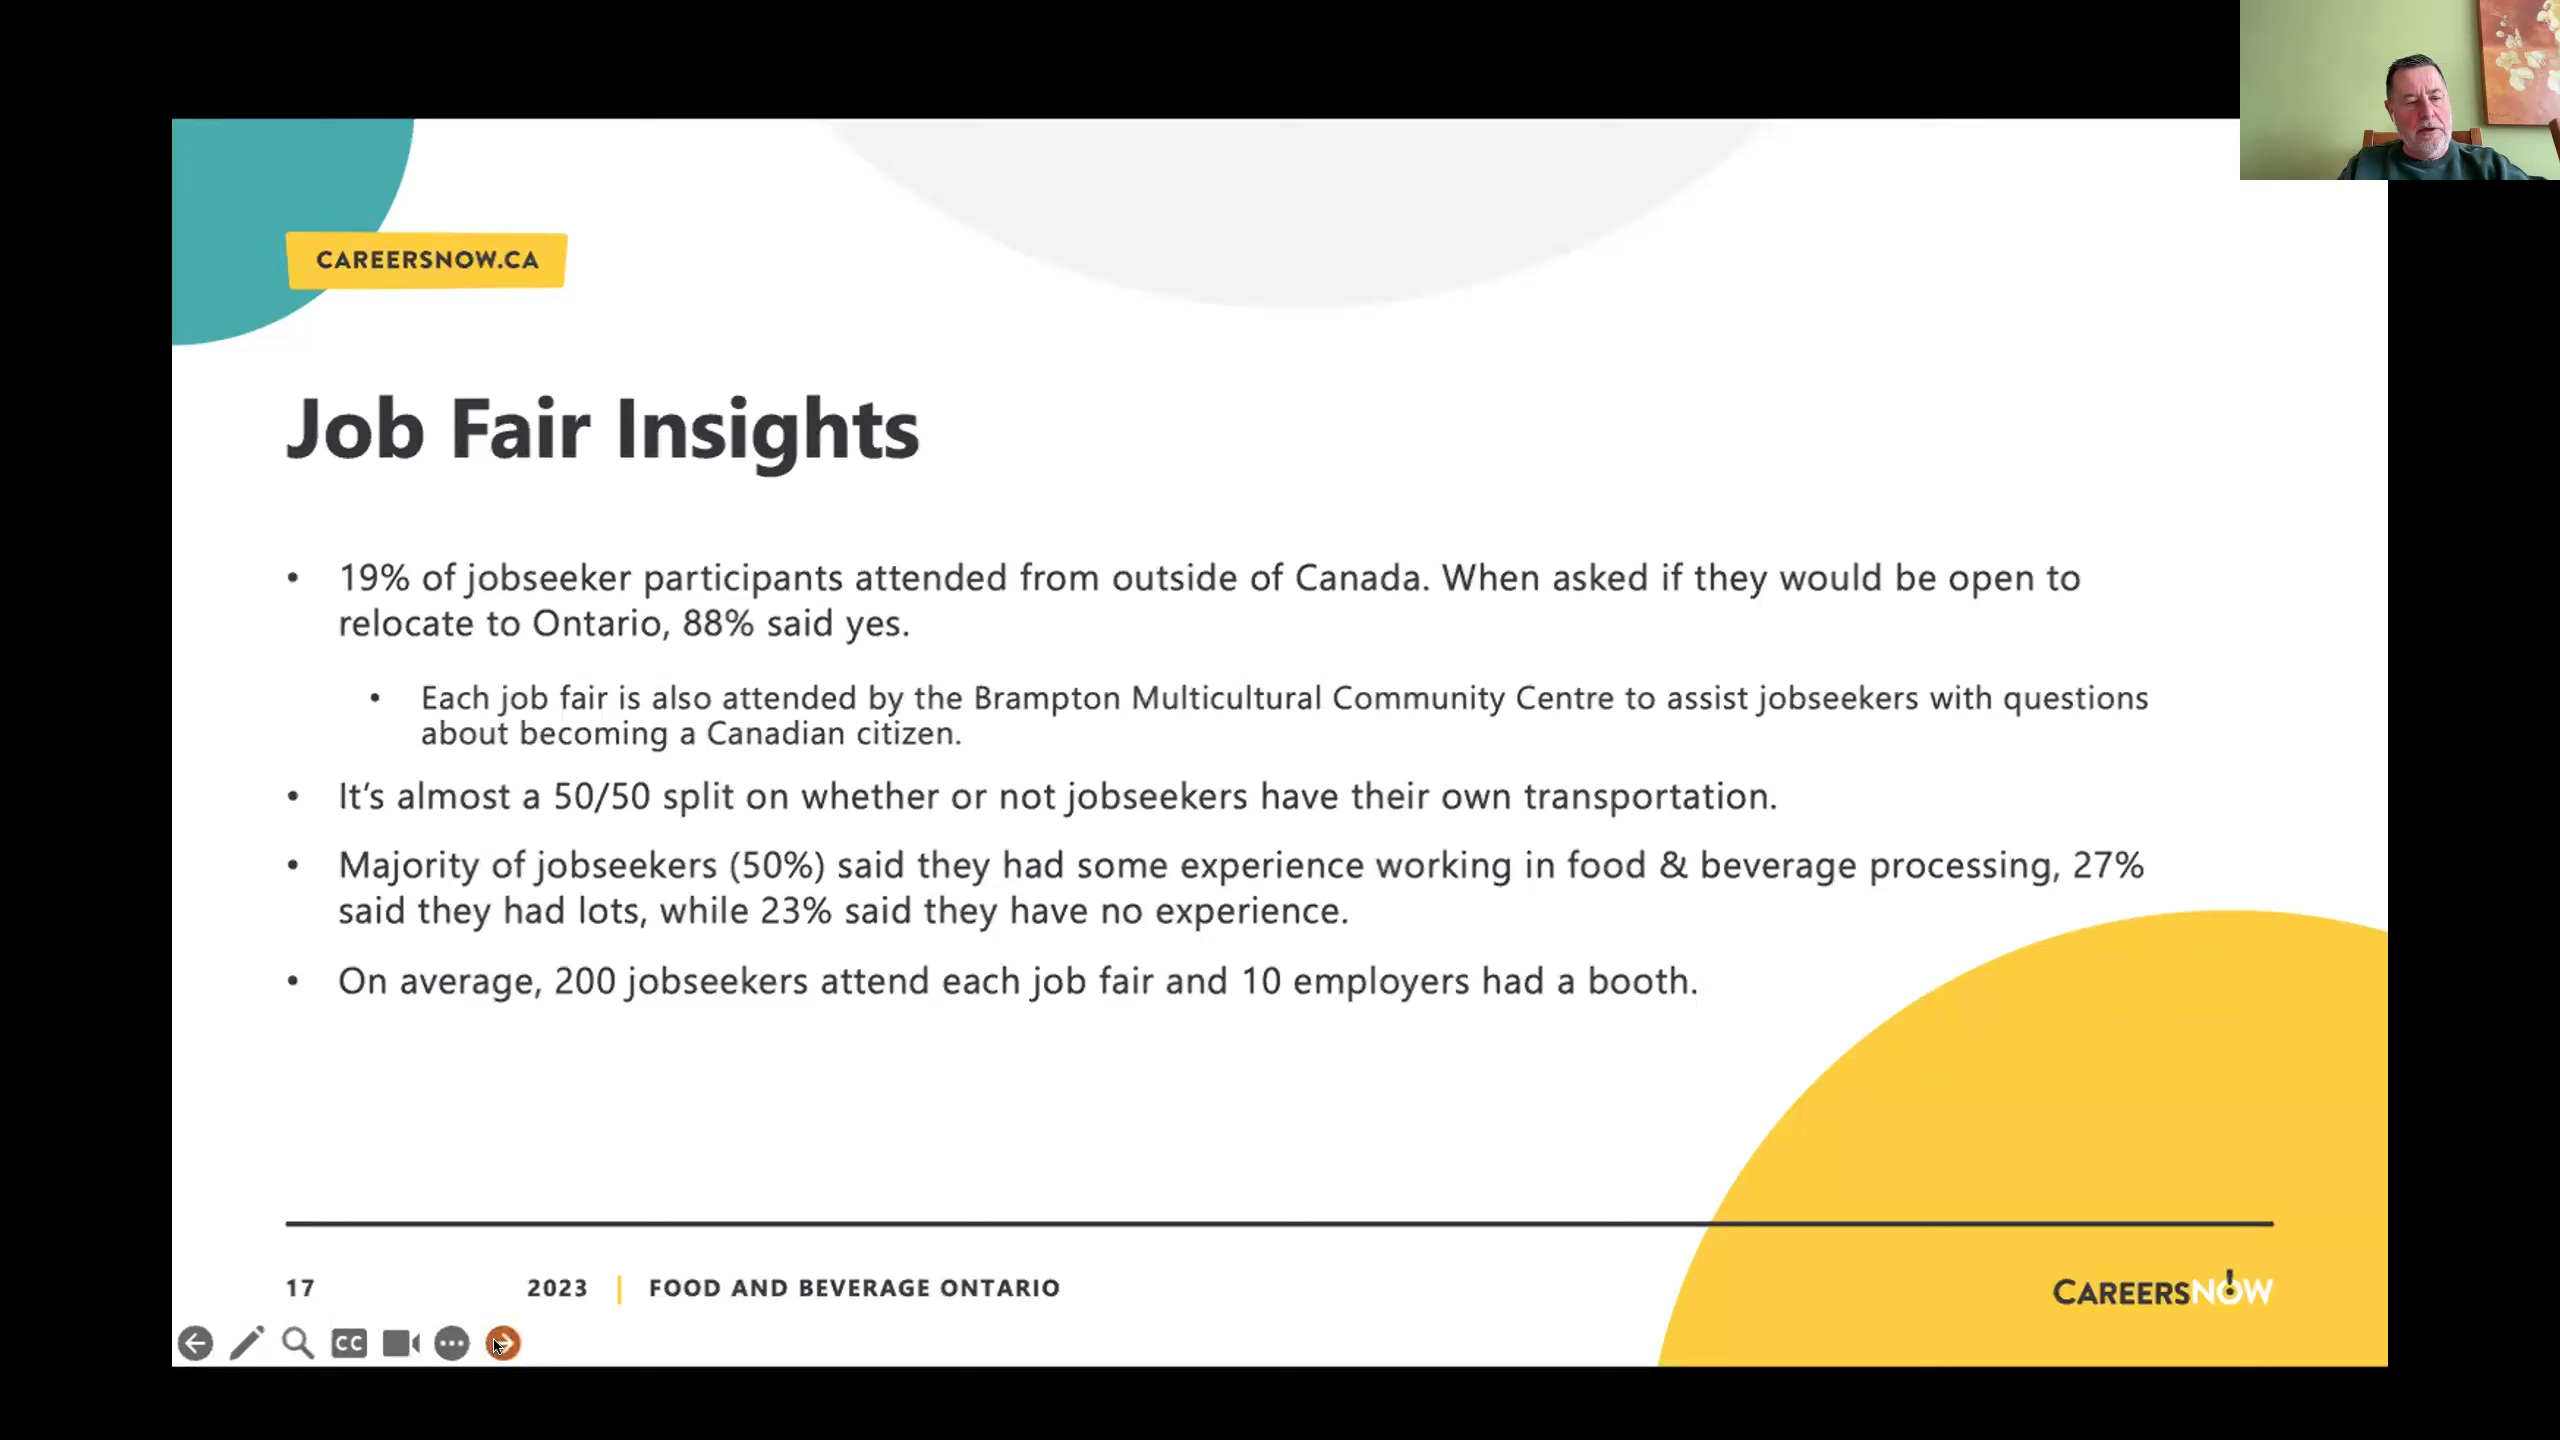 CAREERSNOW.CA
Job Fair Insights
• 19% of jobseeker participants attended from outside of Canada. When asked if they would be open to
relocate to Ontario, 88% said yes.
• Each job fair is also attended by the Brampton Multicultural Community Centre to assist jobseekers with questions
about becoming a Canadian citizen.
• It’s almost a 50/50 split on whether or not jobseekers have their own transportation.
• Majority of jobseekers (50%) said they had some experience working in food & beverage processing, 27%
said they had lots, while 23% said they have no experience.
• On average, 200 jobseekers attend each job fair and 10 employers had a booth.
17 2023 | FOOD AND BEVERAGE ONTARIO
CAREERSNOW
CC